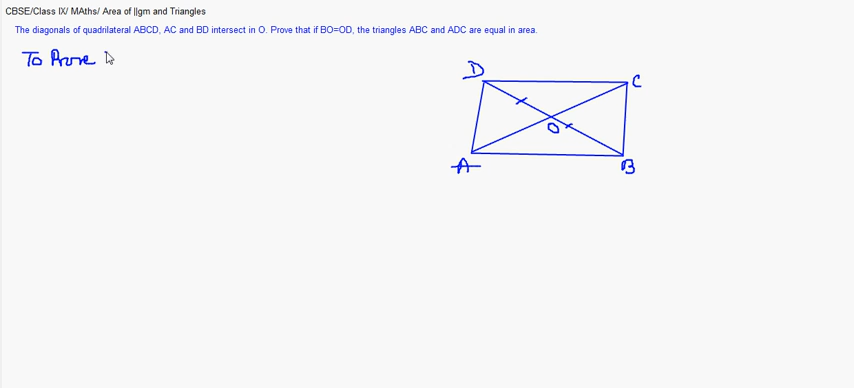 CBSE/Class IX/ MAths/ Area of ||gm and Triangles
The diagonals of quadrilateral ABCD, AC and BD intersect in O. Prove that if BO=OD, the triangles ABC and ADC are equal in area.
To Prove
D
C
O
A
B